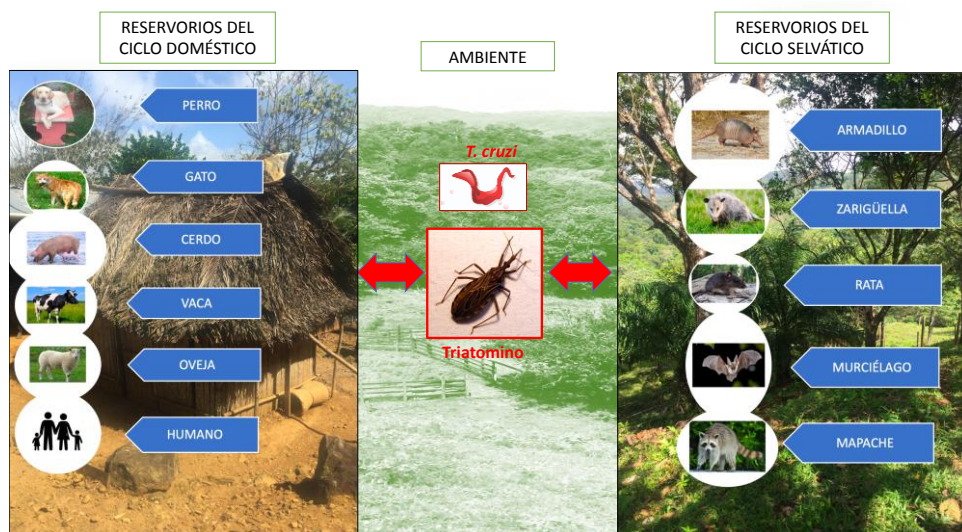 RESERVORIOS DEL
CICLO DOMÉSTICO
PERRO
GATO
CERDO
VACA
OVEJA
HUMANO
AMBIENTE
T. cruzi
Triatomino
RESERVORIOS DEL
CICLO SELVÁTICO
ARMADILLO
ZARIGÜELLA
RATA
MURCIÉLAGO
MAPACHE